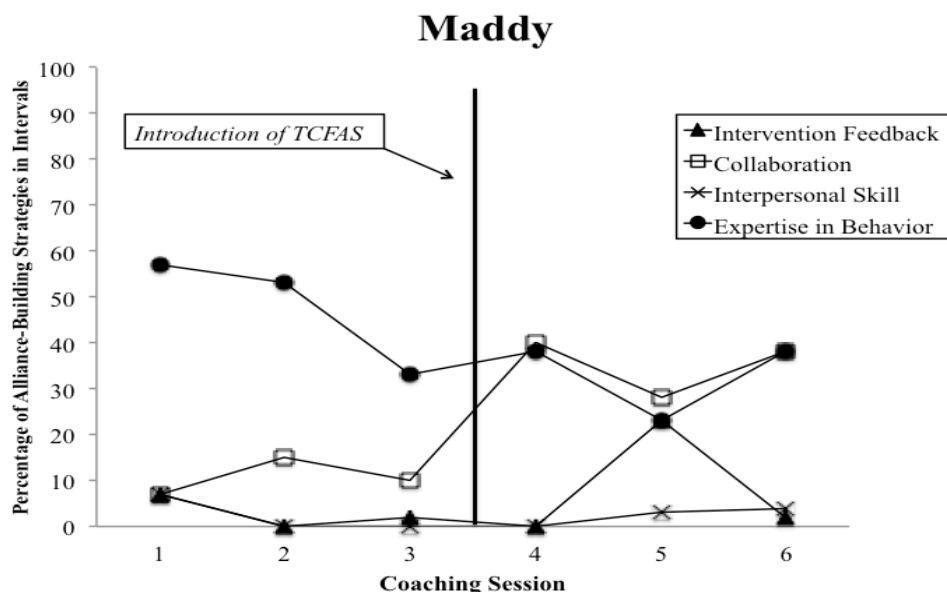 Maddy
Percentage of Alliance-Building Strategies in Intervals
100
90
80
70
60
50
40
30
20
10
0
Introduction of TCFAS
Intervention Feedback
Collaboration
Interpersonal Skill
Expertise in Behavior
1 2 3 4 5 6
Coaching Session